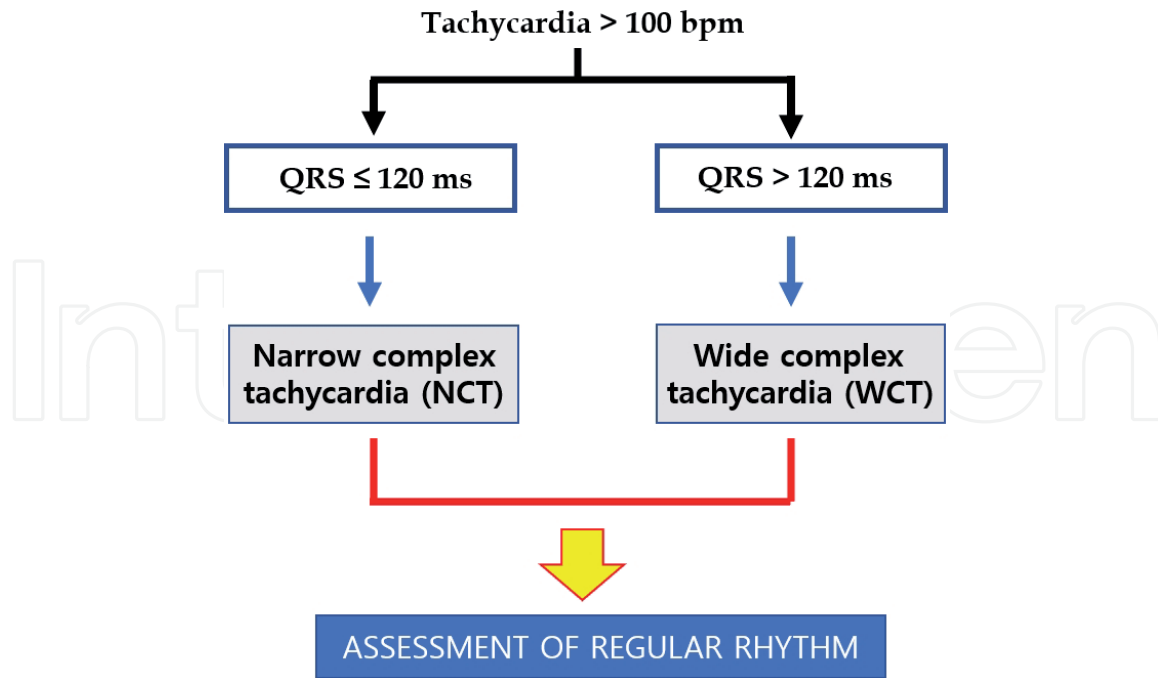 Tachycardia > 100 bpm
QRS ≤ 120 ms
QRS > 120 ms
Narrow complex
tachycardia (NCT)
Wide complex
tachycardia (WCT)
ASSESSMENT OF REGULAR RHYTHM